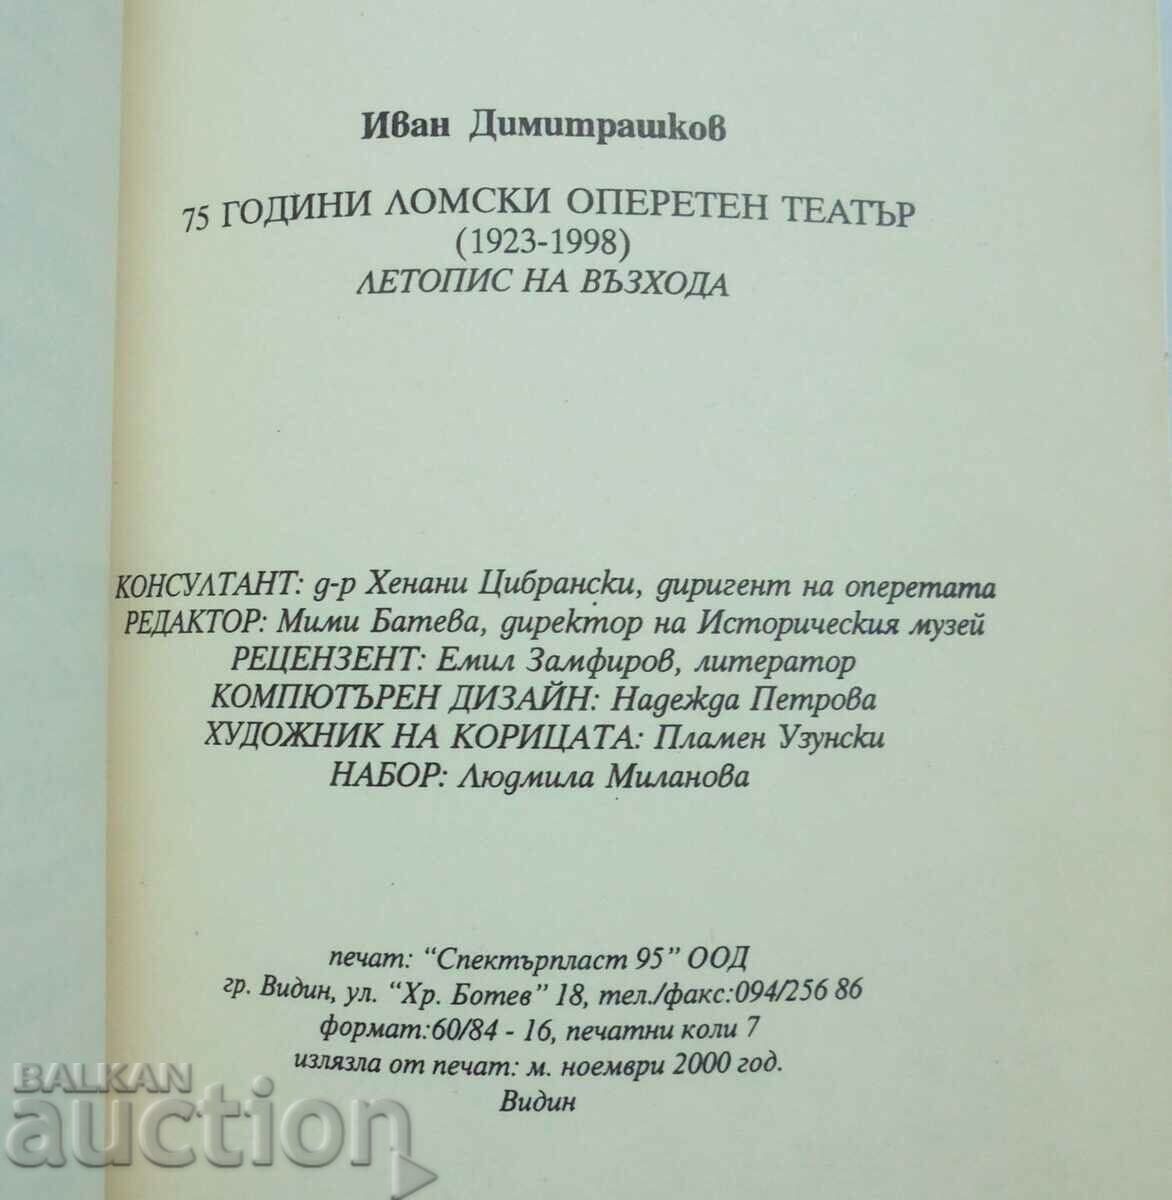 Иван Димитрашков
75 ГОДИНИ ЛОМСКИ ОПЕРЕТЕН ТЕАТЪР
(1923-1998)
ЛЕТОПИС НА ВЪЗХОДА
КОНСУЛТАНТ: д-р Хенани Цибрански, диригент на оперетата
РЕДАКТОР: Мими Батева, директор на Историческия музей
РЕЦЕНЗЕНТ: Емил Замфиров, литератор
КОМПЮТЪРЕН ДИЗАЙН: Надежда Петрова
ХУДОЖНИК НА КОРИЦАТА: Пламен Узунски
НАБОР: Людмила Миланова
печат: "Спектърпласт 95" ООД
гр. Видин, ул. "Хр. Ботев" 18, тел./факс:094/256 86
формат:60/84 - 16, печатни коли 7
излязла от печат: м. ноември 2000 год.
Видин
BALKAN
auction